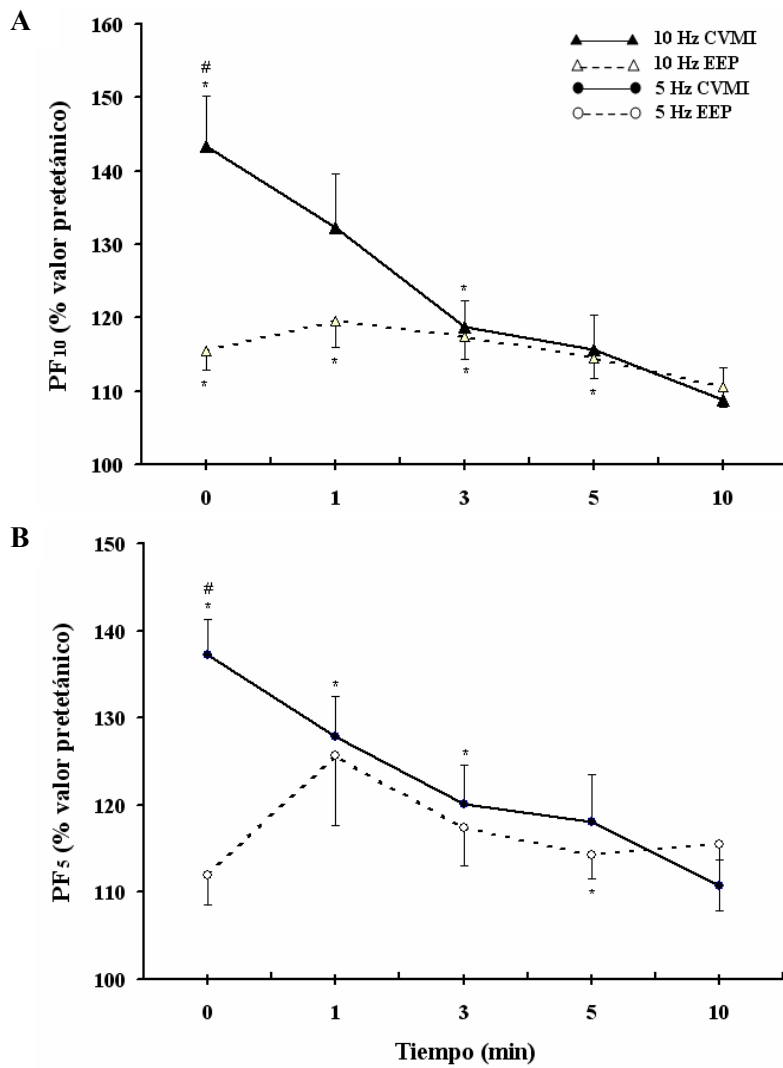 A
160
150
140
130
120
110
100
PF10 (% valor pretetánico)
10 Hz CVMI
10 Hz EEP
5 Hz CVMI
5 Hz EEP
#
*
*
*
*
*
*
0 1 3 5 10
B
150
140
130
120
110
100
PF5 (% valor pretetánico)
#
*
*
*
*
0 1 3 5 10
Tiempo (min)